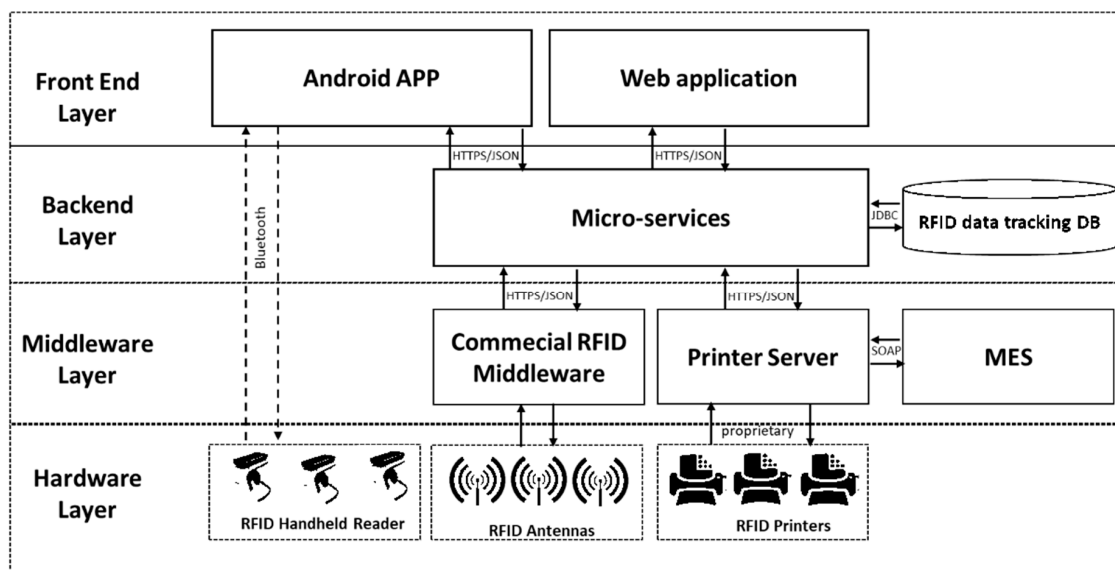 Front End
Layer
Android APP
Web application
HTTPS/JSON
HTTPS/JSON
Backend
Layer
Bluetooth
Micro-services
JDBC
RFID data tracking DB
HTTPS/JSON
HTTPS/JSON
Middleware
Layer
Commecial RFID
Middleware
Printer Server
SOAP
MES
proprietary
Hardware
Layer
RFID Handheld Reader
RFID Antennas
RFID Printers